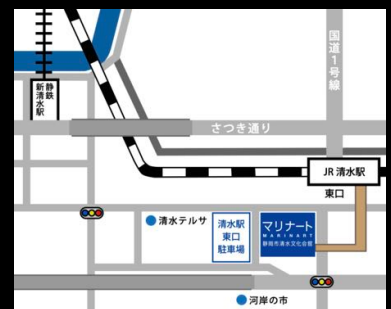 静鉄
新清水駅
国道1号線
さつき通り
JR 清水駅
東口
清水テルサ
清水駅
東口
駐車場
マリナート
MARINART
静岡市清水文化会館
河岸の市